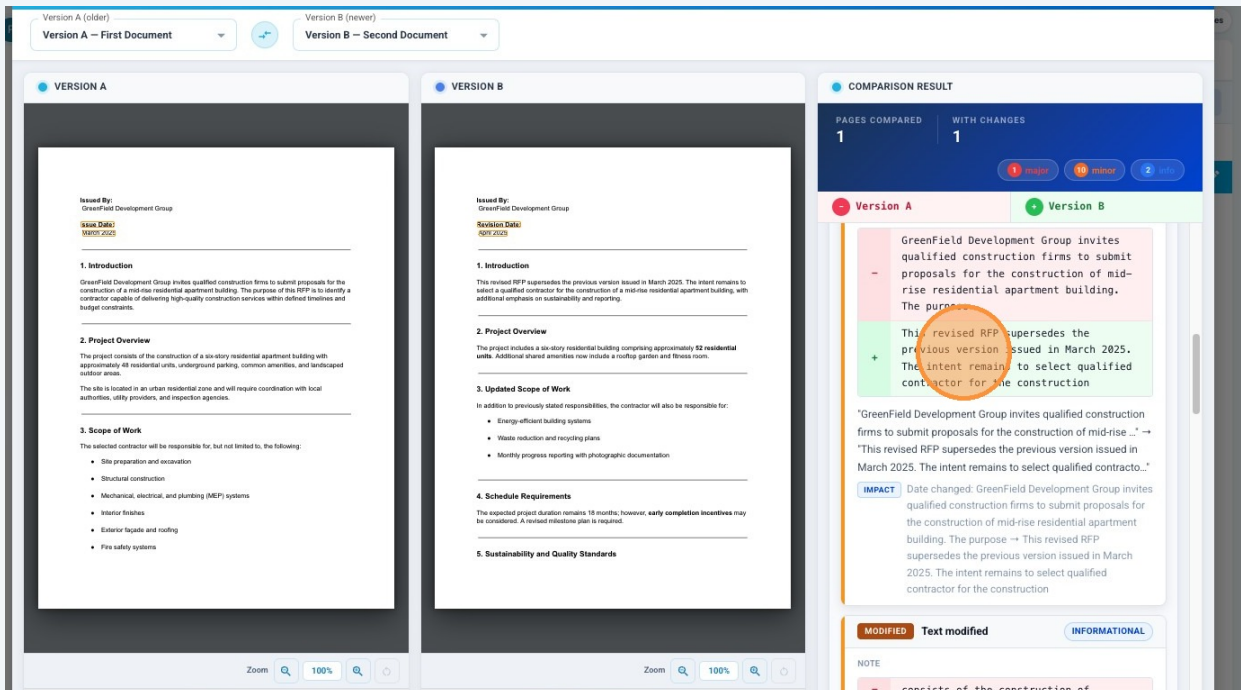 Version A (older)
Version A — First Document
Version B (newer)
Version B — Second Document
VERSION A
Issued By:
GreenField Development Group
ssue Date:
March 2025
1. Introduction
GreenField Development Group invites qualified construction firms to submit proposals for the
construction of a mid-rise residential apartment building. The purpose of this RFP is to identify a
contractor capable of delivering high-quality construction services within defined timelines and
budget constraints.
2. Project Overview
The project consists of the construction of a six-story residential apartment building with
approximately 48 residential units, underground parking, common amenities, and landscaped
outdoor areas.
The site is located in an urban residential zone and will require coordination with local
authorities, utility providers, and inspection agencies.
3. Scope of Work
The selected contractor will be responsible for, but not limited to, the following:
• Site preparation and excavation
• Structural construction
• Mechanical, electrical, and plumbing (MEP) systems
• Interior finishes
• Exterior façade and roofing
• Fire safety systems
Zoom
100%
VERSION B
Issued By:
GreenField Development Group
Revision Date:
April 2025
1. Introduction
This revised RFP supersedes the previous version issued in March 2025. The intent remains to
select a qualified contractor for the construction of a mid-rise residential apartment building, with
additional emphasis on sustainability and reporting.
2. Project Overview
The project includes a six-story residential building comprising approximately 52 residential
units. Additional shared amenities now include a rooftop garden and fitness room.
3. Updated Scope of Work
In addition to previously stated responsibilities, the contractor will also be responsible for:
• Energy-efficient building systems
• Waste reduction and recycling plans
• Monthly progress reporting with photographic documentation
4. Schedule Requirements
The expected project duration remains 18 months; however, early completion incentives may
be considered. A revised milestone plan is required.
5. Sustainability and Quality Standards
Zoom
100%
COMPARISON RESULT
PAGES COMPARED
1
WITH CHANGES
1
1 major
10 minor
2 info
- Version A
+ Version B
GreenField Development Group invites
qualified construction firms to submit
- proposals for the construction of mid-
rise residential apartment building.
The purpose
This revised RFP supersedes the
+ previous version issued in March 2025.
The intent remains to select qualified
contractor for the construction
"GreenField Development Group invites qualified construction
firms to submit proposals for the construction of mid-rise …" →
"This revised RFP supersedes the previous version issued in
March 2025. The intent remains to select qualified contracto…"
IMPACT
Date changed: GreenField Development Group invites
qualified construction firms to submit proposals for
the construction of mid-rise residential apartment
building. The purpose → This revised RFP
supersedes the previous version issued in March
2025. The intent remains to select qualified
contractor for the construction
MODIFIED
Text modified
INFORMATIONAL
NOTE
- consists of the construction of
es